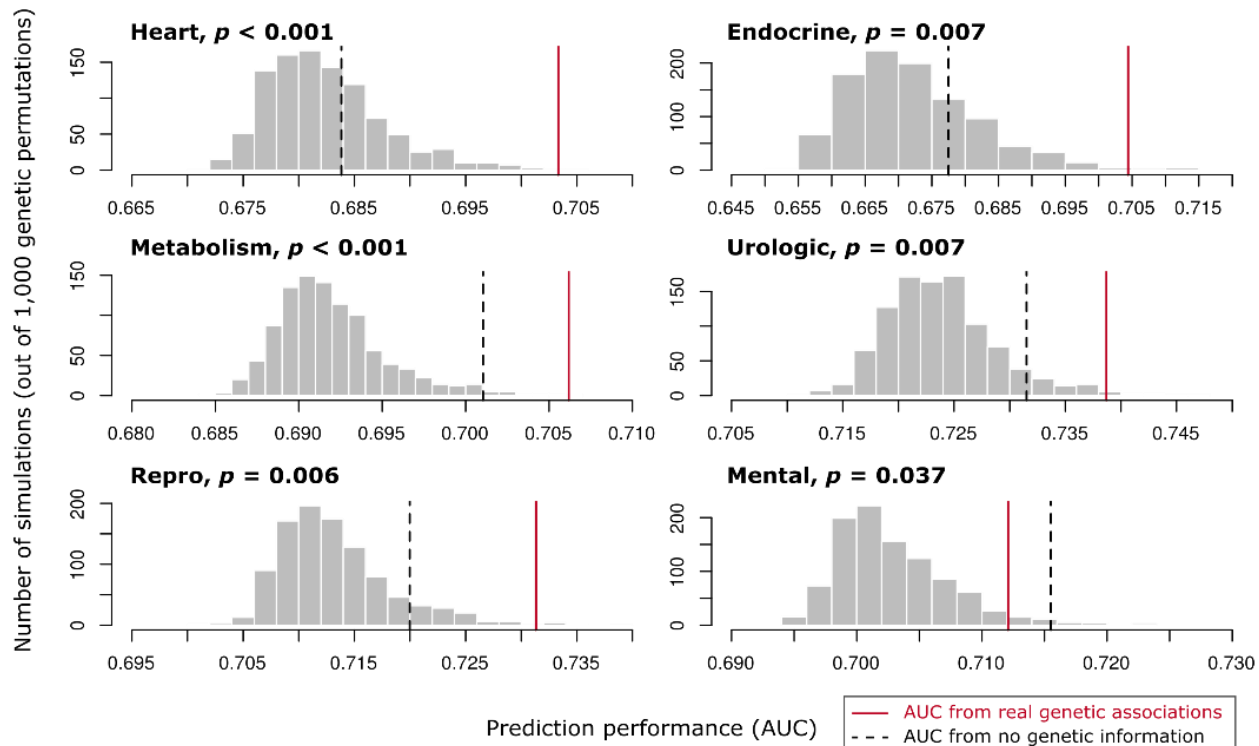 Number of simulations (out of 1,000 genetic permutations)
Heart, p < 0.001
150
100
50
0
0.665 0.675 0.685 0.695 0.705
Endocrine, p = 0.007
200
100
0
0.645 0.655 0.665 0.675 0.685 0.695 0.705 0.715
Metabolism, p < 0.001
150
100
50
0
0.680 0.685 0.690 0.695 0.700 0.705 0.710
Urologic, p = 0.007
150
50
0
0.705 0.715 0.725 0.735 0.745
Repro, p = 0.006
200
100
0
0.695 0.705 0.715 0.725 0.735
Mental, p = 0.037
200
100
0
0.690 0.700 0.710 0.720 0.730
Prediction performance (AUC)
AUC from real genetic associations
AUC from no genetic information